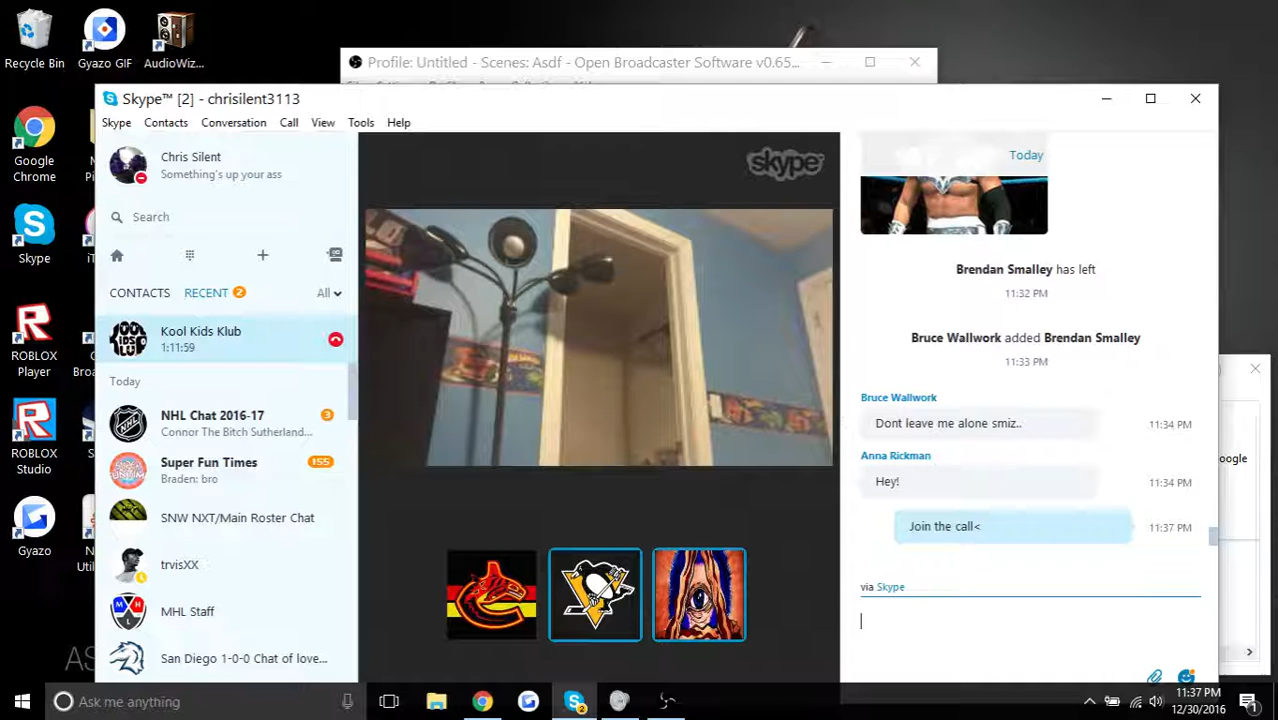 Recycle Bin
Gyazo GIF
AudioWiz...
Google Chrome
Skype
ROBLOX Player
ROBLOX Studio
Gyazo
Profile: Untitled - Scenes: Asdf - Open Broadcaster Software v0.65...
Skype™ [2] - chrisilent3113
Skype Contacts Conversation Call View Tools Help
Chris Silent
Something's up your ass
Search
CONTACTS RECENT 2 All
Kool Kids Klub
1:11:59
Today
NHL Chat 2016-17 3
Connor The Bitch Sutherland...
Super Fun Times 155
Braden: bro
SNW NXT/Main Roster Chat
trvisXX
MHL Staff
San Diego 1-0-0 Chat of love...
skype
Today
Brendan Smalley has left
11:32 PM
Bruce Wallwork added Brendan Smalley
11:33 PM
Bruce Wallwork
Dont leave me alone smiz.. 11:34 PM
Anna Rickman
Hey! 11:34 PM
Join the call< 11:37 PM
via Skype
oogle
Ask me anything
2
11:37 PM
12/30/2016
1